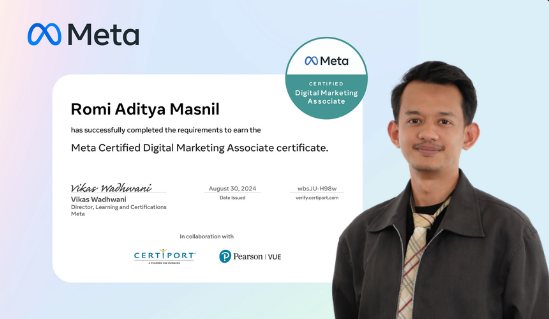 Meta
Meta
CERTIFIED
Digital Marketing
Associate
Romi Aditya Masnil
has successfully completed the requirements to earn the
Meta Certified Digital Marketing Associate certificate.
Vikas Wadhwani
Vikas Wadhwani
Director, Learning and Certifications
Meta
August 30, 2024
Date Issued
wbsJU-H98w
verify.certiport.com
In collaboration with
CERTIPORT
Pearson | VUE